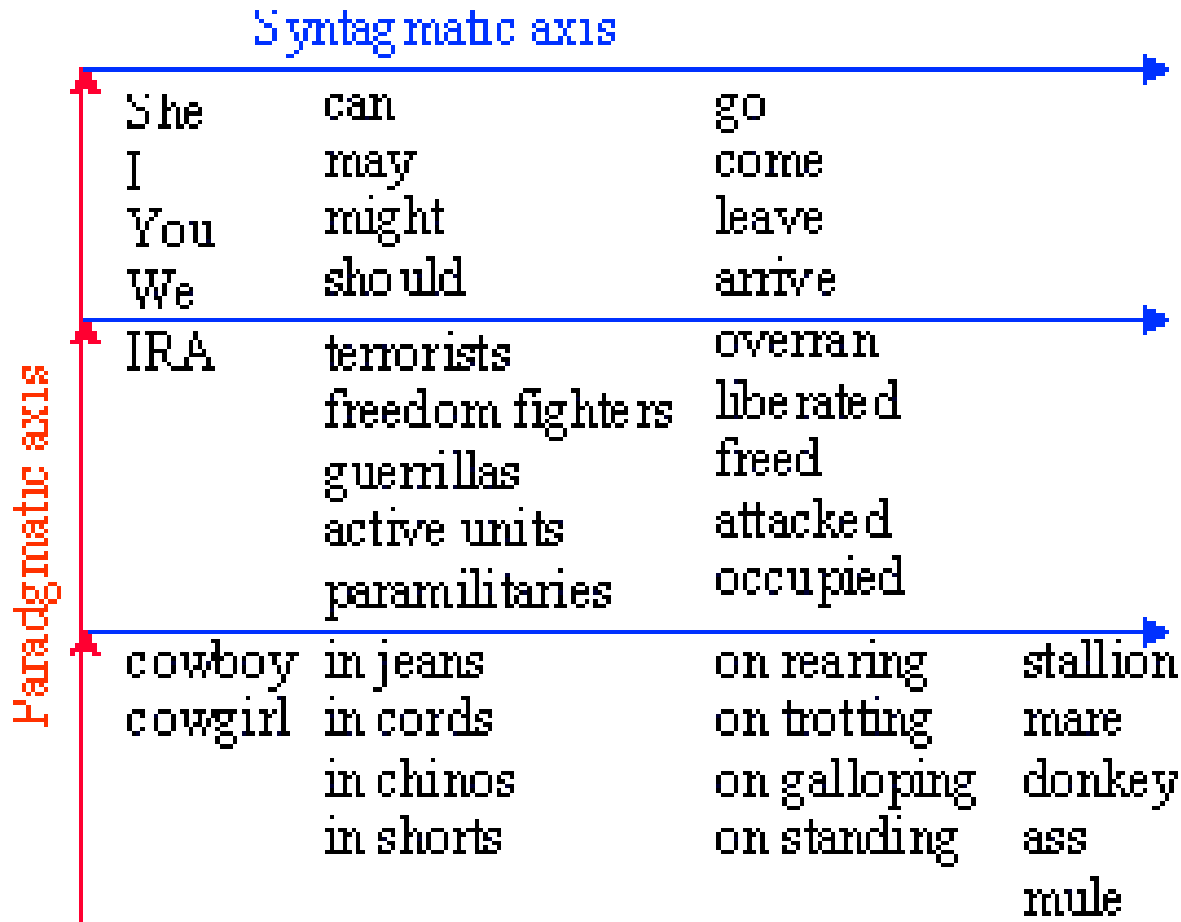 Syntagmatic axis
She can go
I may come
You might leave
We should arrive
IRA terrorists overran
freedom fighters liberated
guerrillas freed
active units attacked
paramilitaries occupied
cowboy in jeans on rearing stallion
cowgirl in cords on trotting mare
in chinos on galloping donkey
in shorts on standing ass
mule
Paradgmatic axis